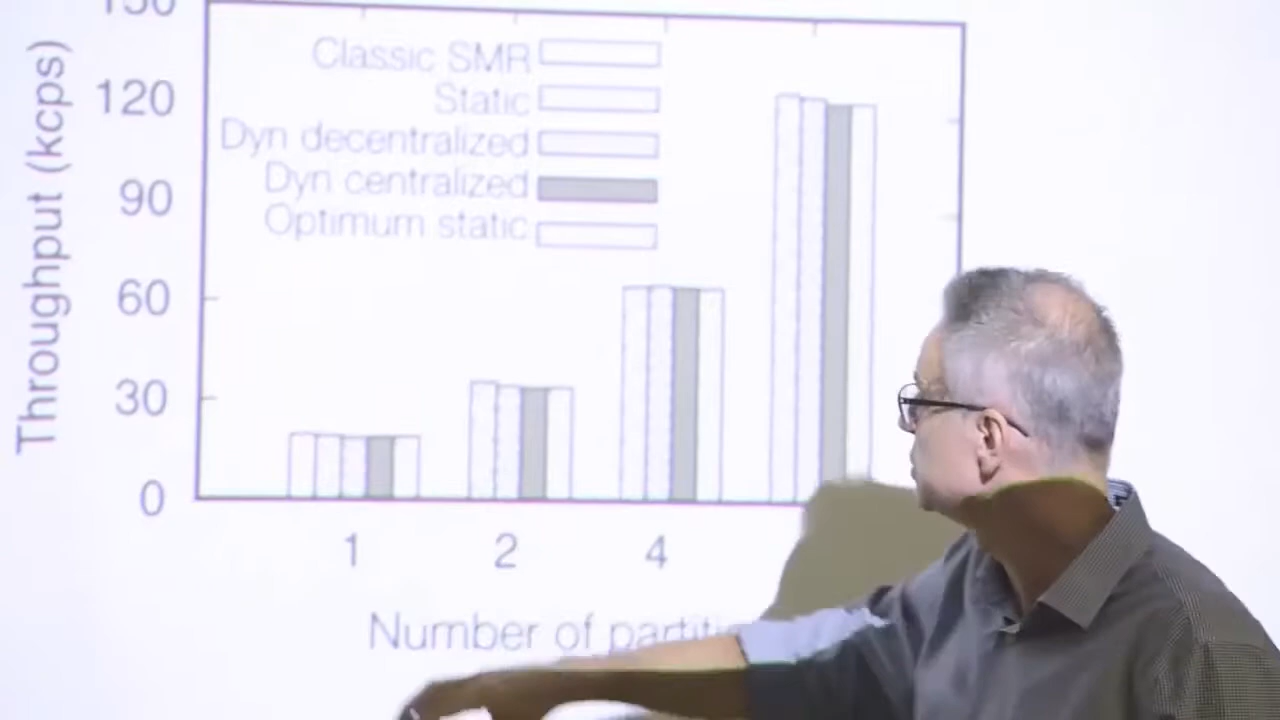 150
Throughput (kcps)
120
90
60
30
0
Classic SMR
Static
Dyn decentralized
Dyn centralized
Optimum static
1 2 4
Number of